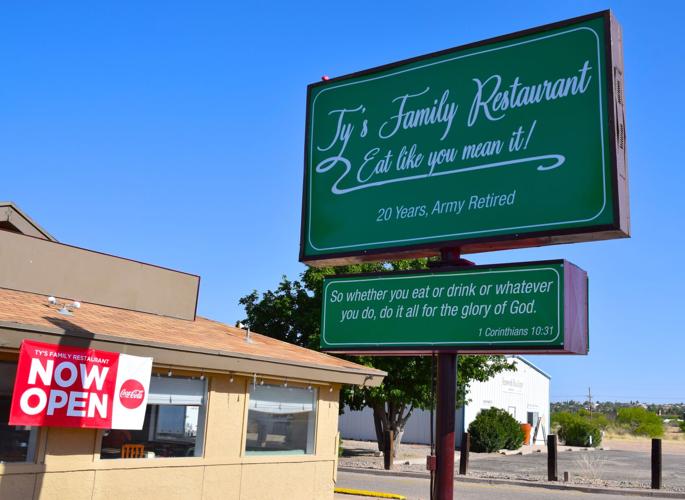 Ty's Family Restaurant
Eat like you mean it!
20 Years, Army Retired
So whether you eat or drink or whatever
you do, do it all for the glory of God.
1 Corinthians 10:31
TY'S FAMILY RESTAURANT
NOW
OPEN
Coca-Cola